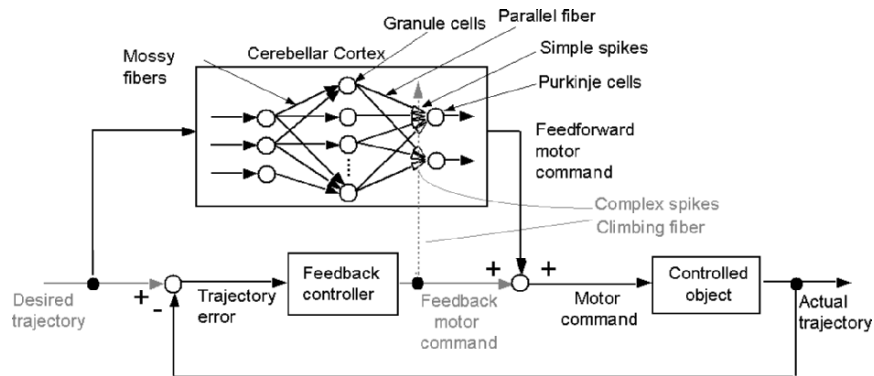 Granule cells
Parallel fiber
Cerebellar Cortex
Simple spikes
Mossy
fibers
Purkinje cells
Feedforward
motor
command
Complex spikes
Climbing fiber
+
-
+
+
Desired
trajectory
Trajectory
error
Feedback
controller
Feedback
motor
command
Motor
command
Controlled
object
Actual
trajectory